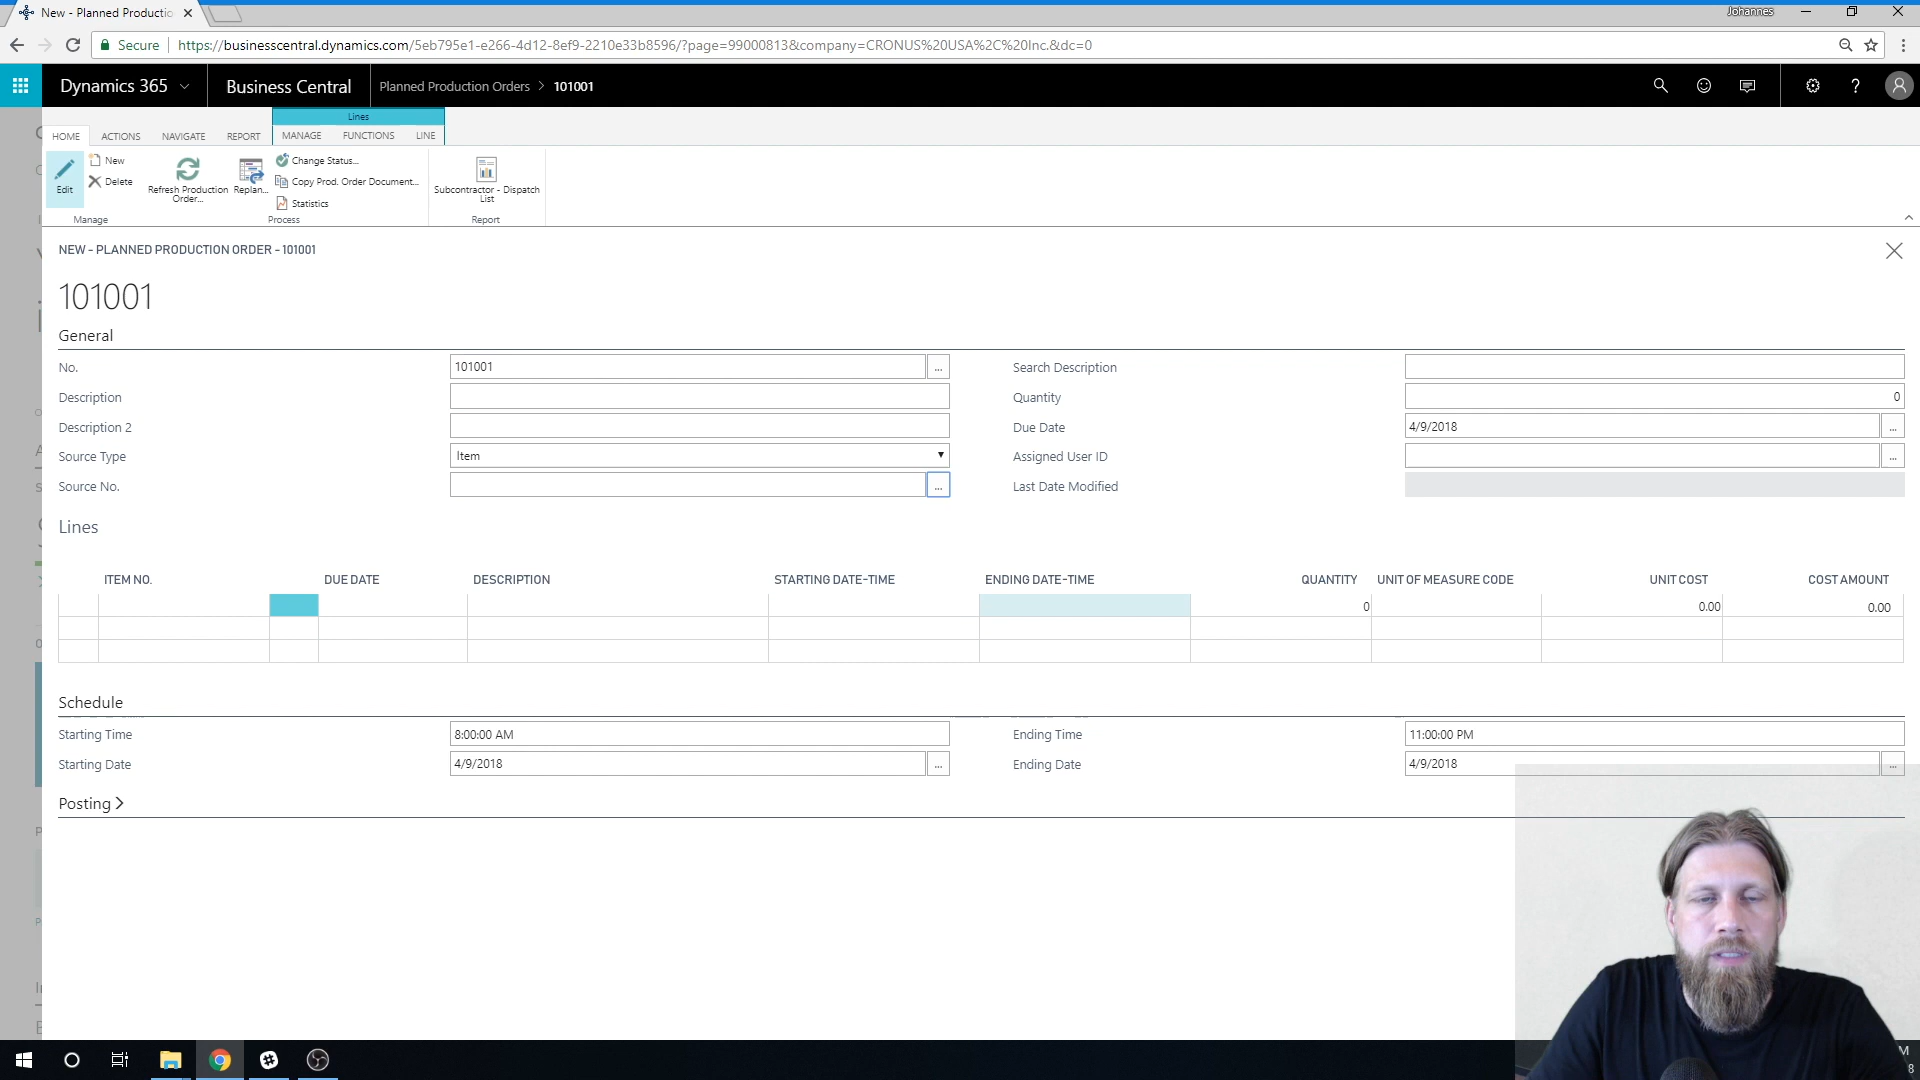 New - Planned Productio
Johannes
Secure https://businesscentral.dynamics.com/5eb795e1-e266-4d12-8ef9-2210e33b8596/?page=99000813&company=CRONUS%20USA%2C%20Inc.&dc=0
Dynamics 365 Business Central Planned Production Orders > 101001
Lines
HOME ACTIONS NAVIGATE REPORT MANAGE FUNCTIONS LINE
Edit
New
Delete
Manage
Refresh Production Order...
Replan...
Change Status...
Copy Prod. Order Document...
Statistics
Process
Subcontractor - Dispatch List
Report
NEW - PLANNED PRODUCTION ORDER - 101001
101001
General
No. 101001 ...
Search Description
Description
Quantity 0
Description 2
Due Date 4/9/2018 ...
Source Type Item
Assigned User ID ...
Source No. ...
Last Date Modified
Lines
ITEM NO. DUE DATE DESCRIPTION STARTING DATE-TIME ENDING DATE-TIME QUANTITY UNIT OF MEASURE CODE UNIT COST COST AMOUNT
0 0.00 0.00
Schedule
Starting Time 8:00:00 AM
Ending Time 11:00:00 PM
Starting Date 4/9/2018 ...
Ending Date 4/9/2018 ...
Posting >